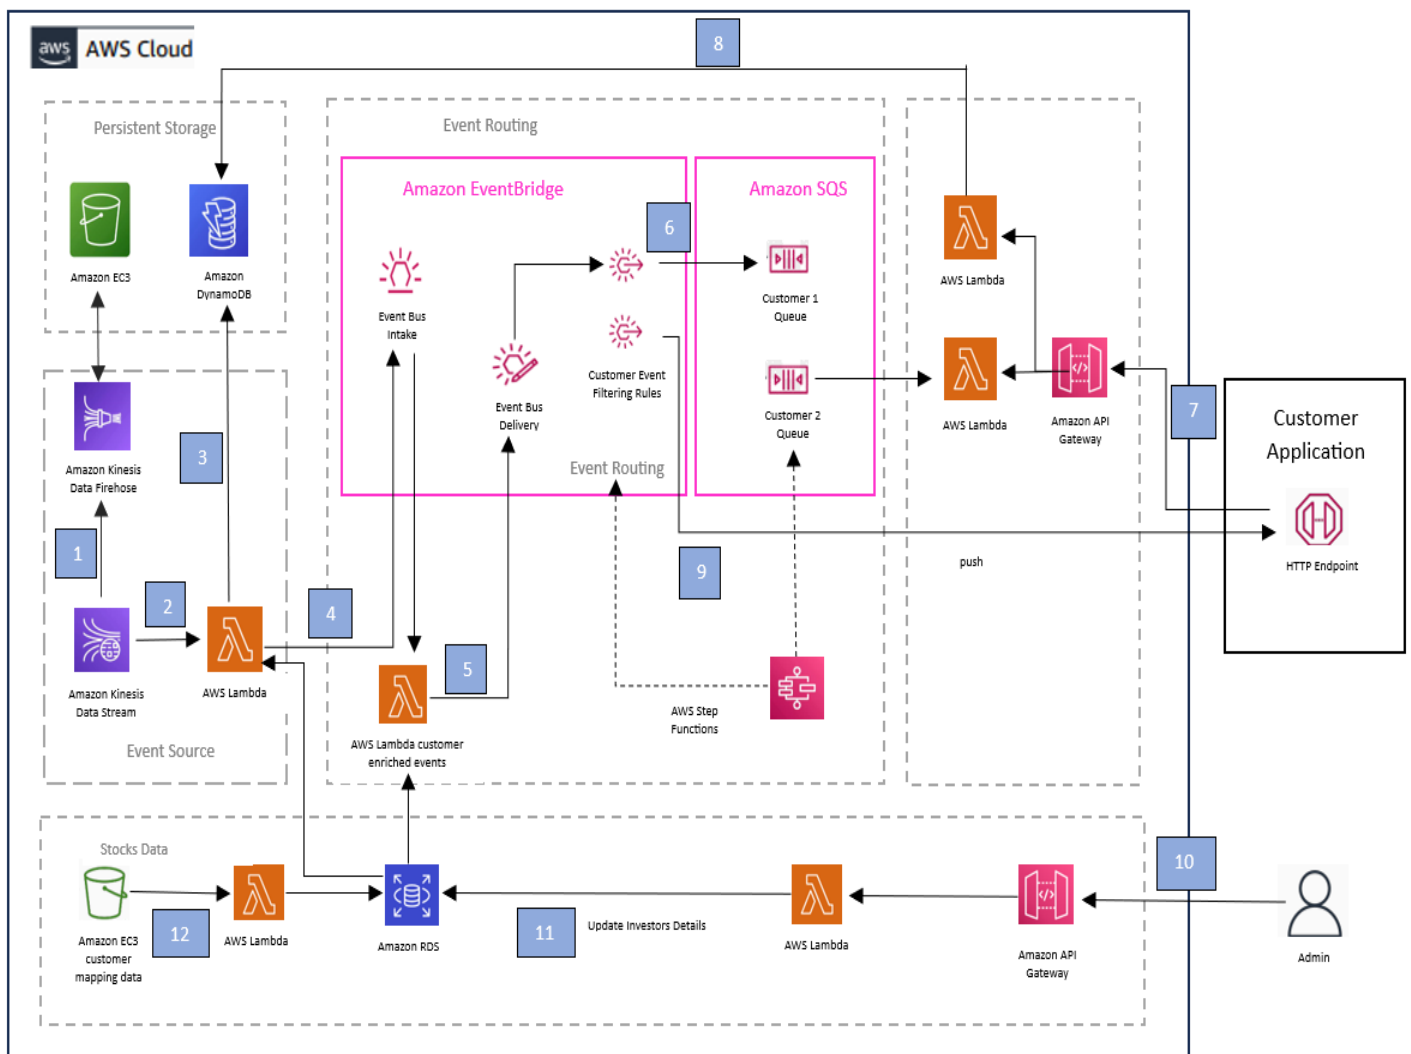 aws
AWS Cloud
8
Persistent Storage
Event Routing
Amazon EventBridge
Amazon SQS
6
Amazon EC3
Amazon
DynamoDB
Event Bus
Intake
Customer 1
Queue
AWS Lambda
Customer Event
Filtering Rules
Event Bus
Delivery
Customer 2
Queue
AWS Lambda
Amazon API
Gateway
7
Customer
Application
Amazon Kinesis
Data Firehose
3
Event Routing
1
9
push
HTTP Endpoint
2
4
5
Amazon Kinesis
Data Stream
AWS Lambda
AWS Step
Functions
Event Source
AWS Lambda customer
enriched events
Stocks Data
10
12
11
Update Investors Details
Amazon EC3
customer
mapping data
AWS Lambda
Amazon RDS
AWS Lambda
Amazon API
Gateway
Admin